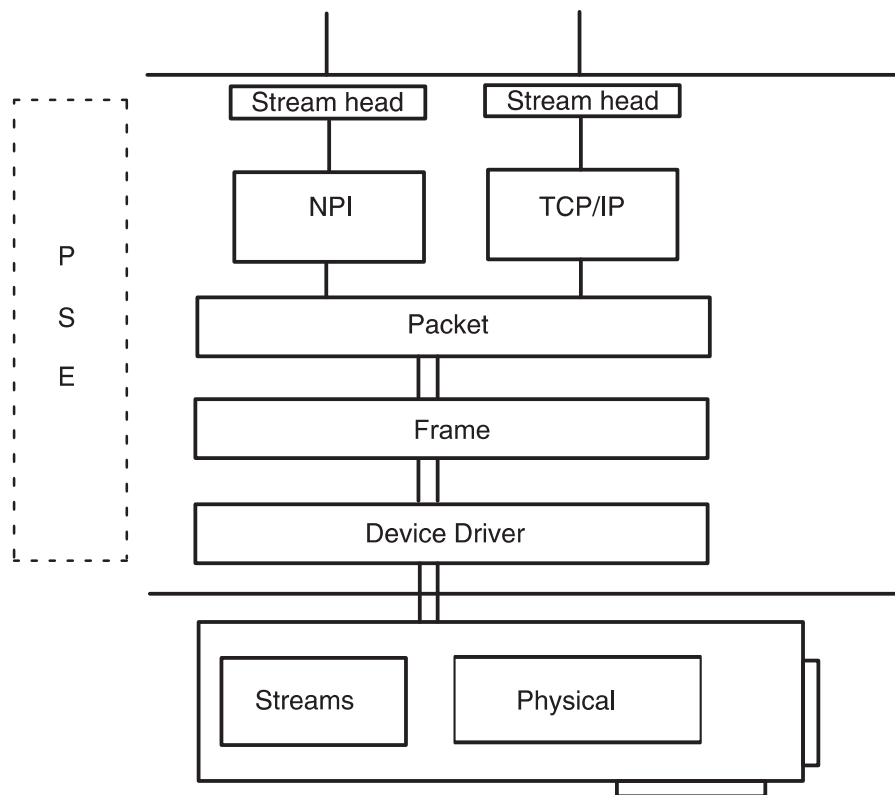 Stream head
Stream head
NPI
TCP/IP
P
S
E
Packet
Frame
Device Driver
Streams
Physical